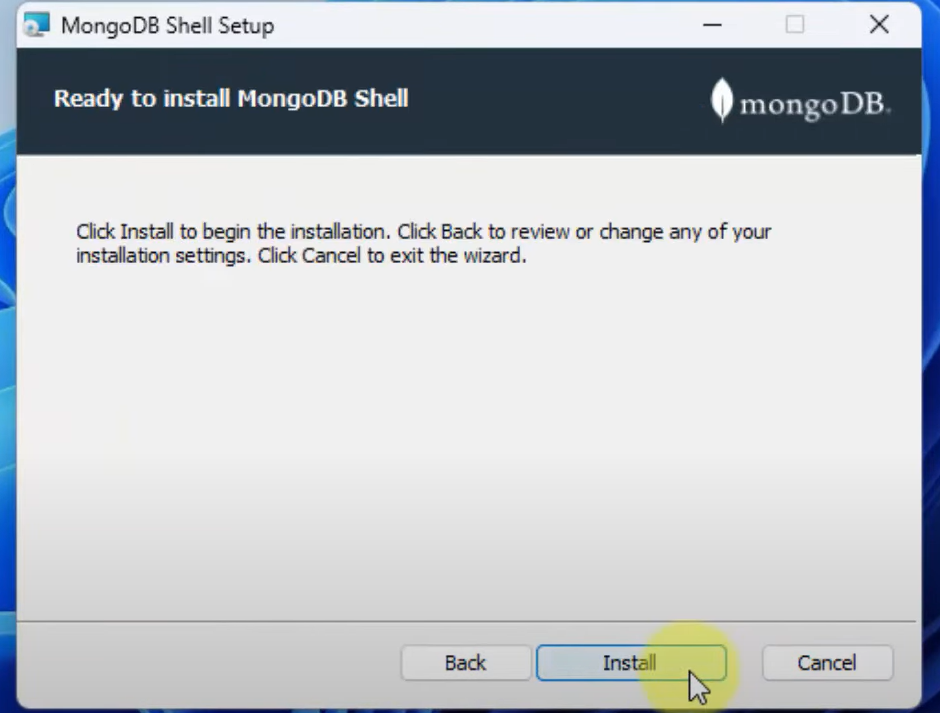 MongoDB Shell Setup
Ready to install MongoDB Shell
mongoDB.
Click Install to begin the installation. Click Back to review or change any of your
installation settings. Click Cancel to exit the wizard.
Back
Install
Cancel